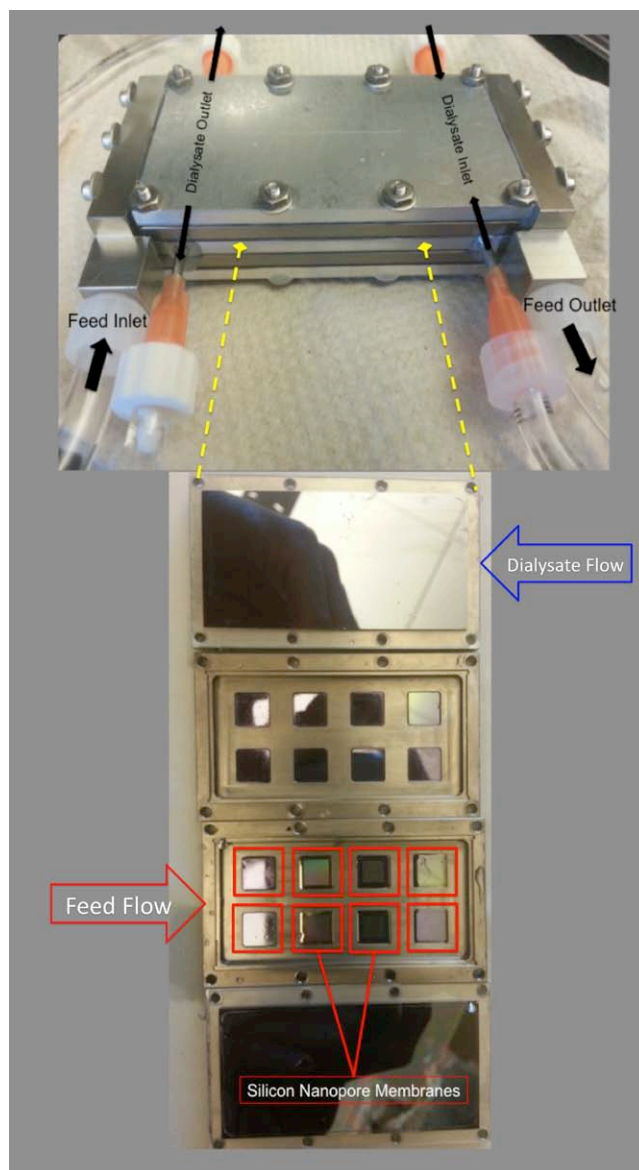 Dialysate Outlet
Dialysate Inlet
Feed Inlet
Feed Outlet
Dialysate Flow
Feed Flow
Silicon Nanopore Membranes